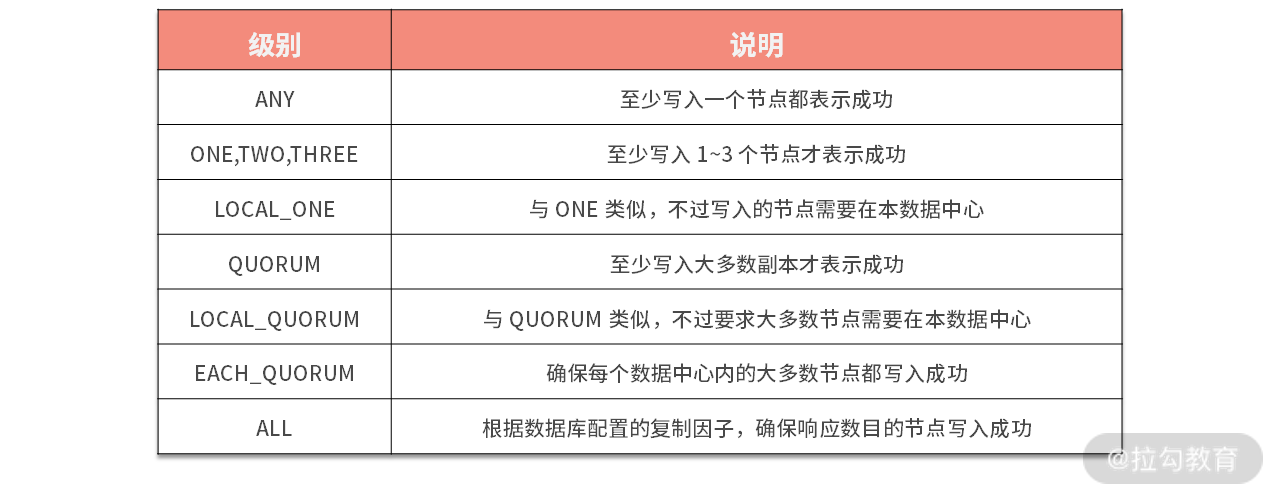 级别 说明
ANY 至少写入一个节点都表示成功
ONE,TWO,THREE 至少写入 1~3 个节点才表示成功
LOCAL_ONE 与 ONE 类似，不过写入的节点需要在本数据中心
QUORUM 至少写入大多数副本才表示成功
LOCAL_QUORUM 与 QUORUM 类似，不过要求大多数节点需要在本数据中心
EACH_QUORUM 确保每个数据中心内的大多数节点都写入成功
ALL 根据数据库配置的复制因子，确保响应数目的节点写入成功
@拉勾教育